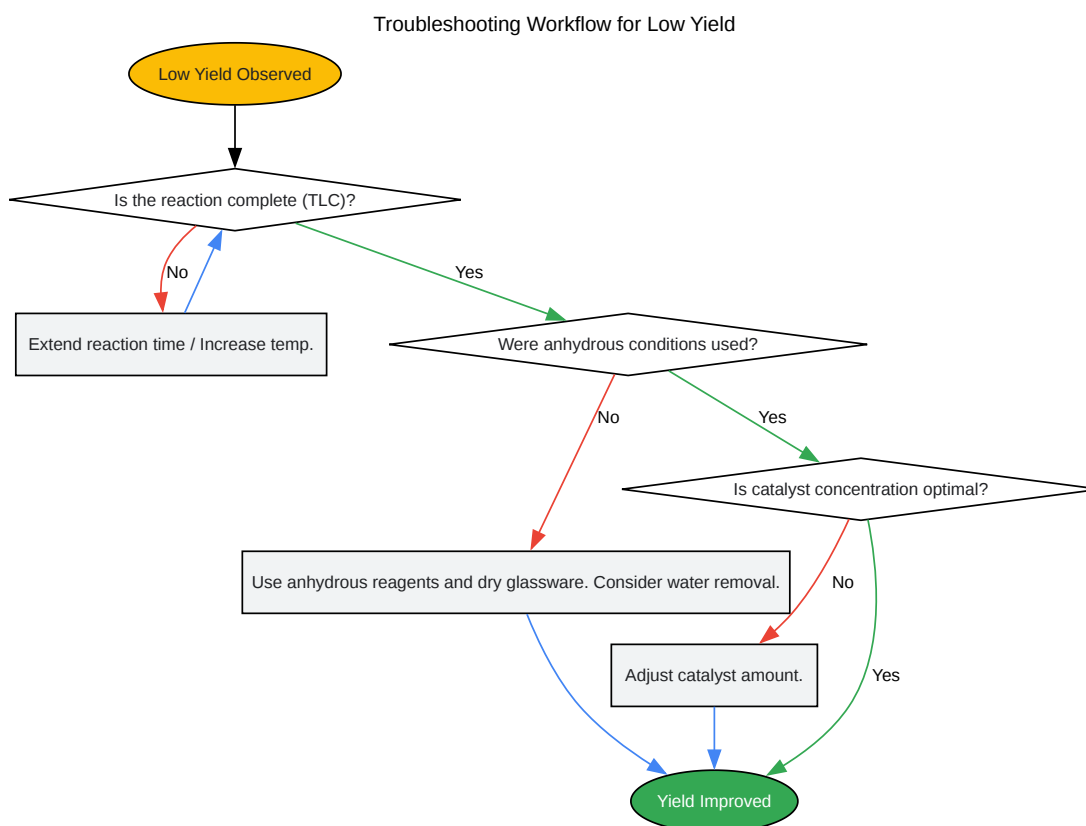 Troubleshooting Workflow for Low Yield
Low Yield Observed
Is the reaction complete (TLC)?
No
Yes
Extend reaction time / Increase temp.
Were anhydrous conditions used?
No
Yes
Is catalyst concentration optimal?
Use anhydrous reagents and dry glassware. Consider water removal.
No
Adjust catalyst amount.
Yes
Yield Improved